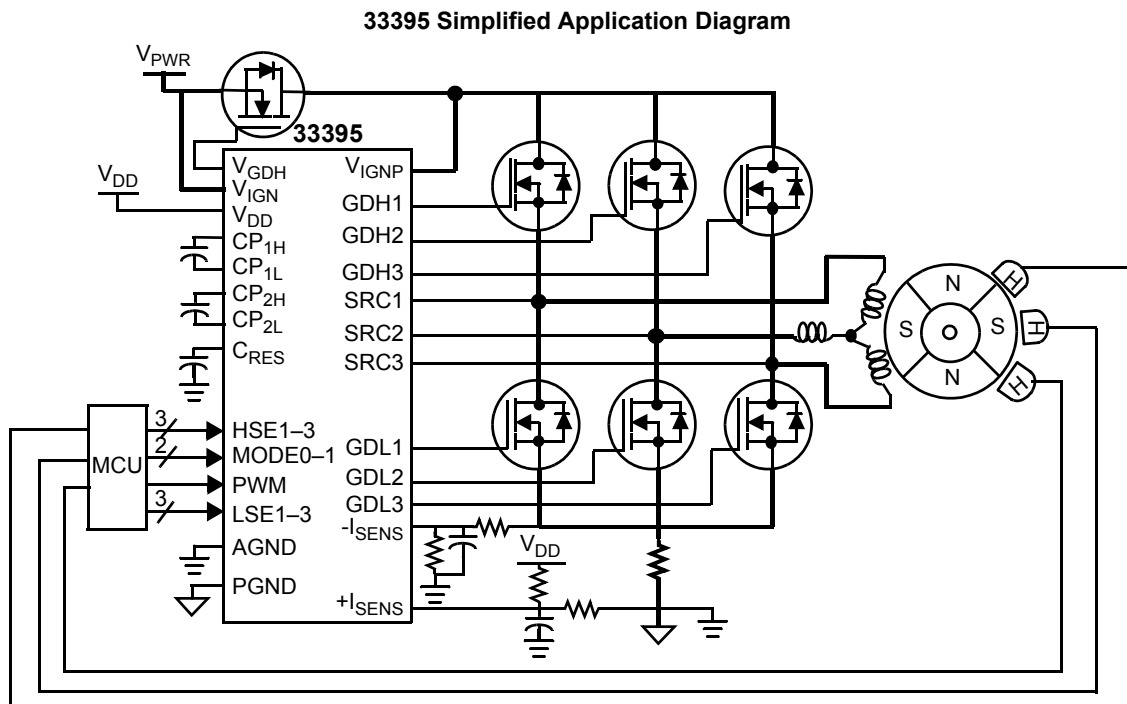 33395 Simplified Application Diagram
VPWR
33395
VDD
VGDH
VIGN
VDD
CP1H
CP1L
CP2H
CP2L
CRES
HSE1–3
MODE0–1
PWM
LSE1–3
AGND
PGND
VIGNP
GDH1
GDH2
GDH3
SRC1
SRC2
SRC3
GDL1
GDL2
GDL3
-ISENS
+ISENS
MCU
3
2
3
VDD
N
S
S
N
H
H
H